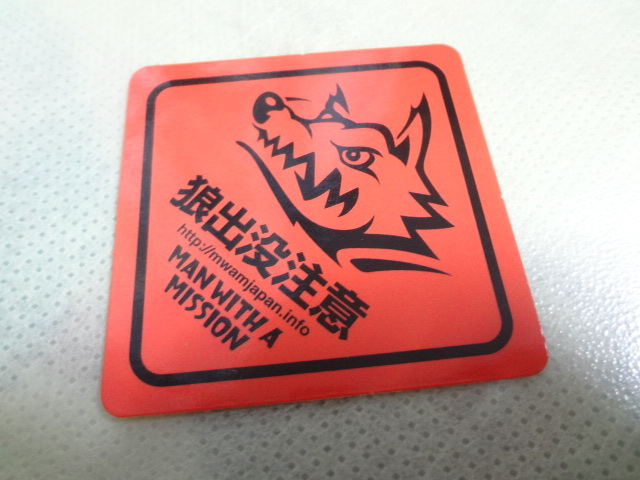 狼出没注意
http://mwamjapan.info
MAN WITH A
MISSION